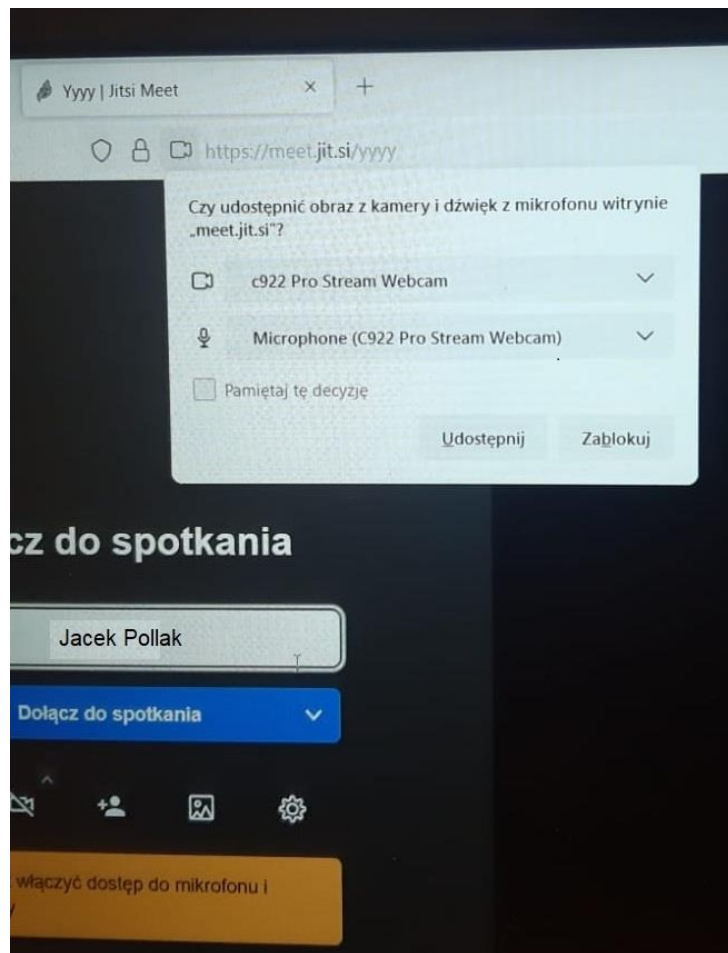 Yyyy | Jitsi Meet
https://meet.jit.si/yyyy
Czy udostępnić obraz z kamery i dźwięk z mikrofonu witrynie
„meet.jit.si”?
c922 Pro Stream Webcam
Microphone (C922 Pro Stream Webcam)
Pamiętaj tę decyzję
Udostępnij Zablokuj
cz do spotkania
Jacek Pollak
Dołącz do spotkania
włączyć dostęp do mikrofonu i